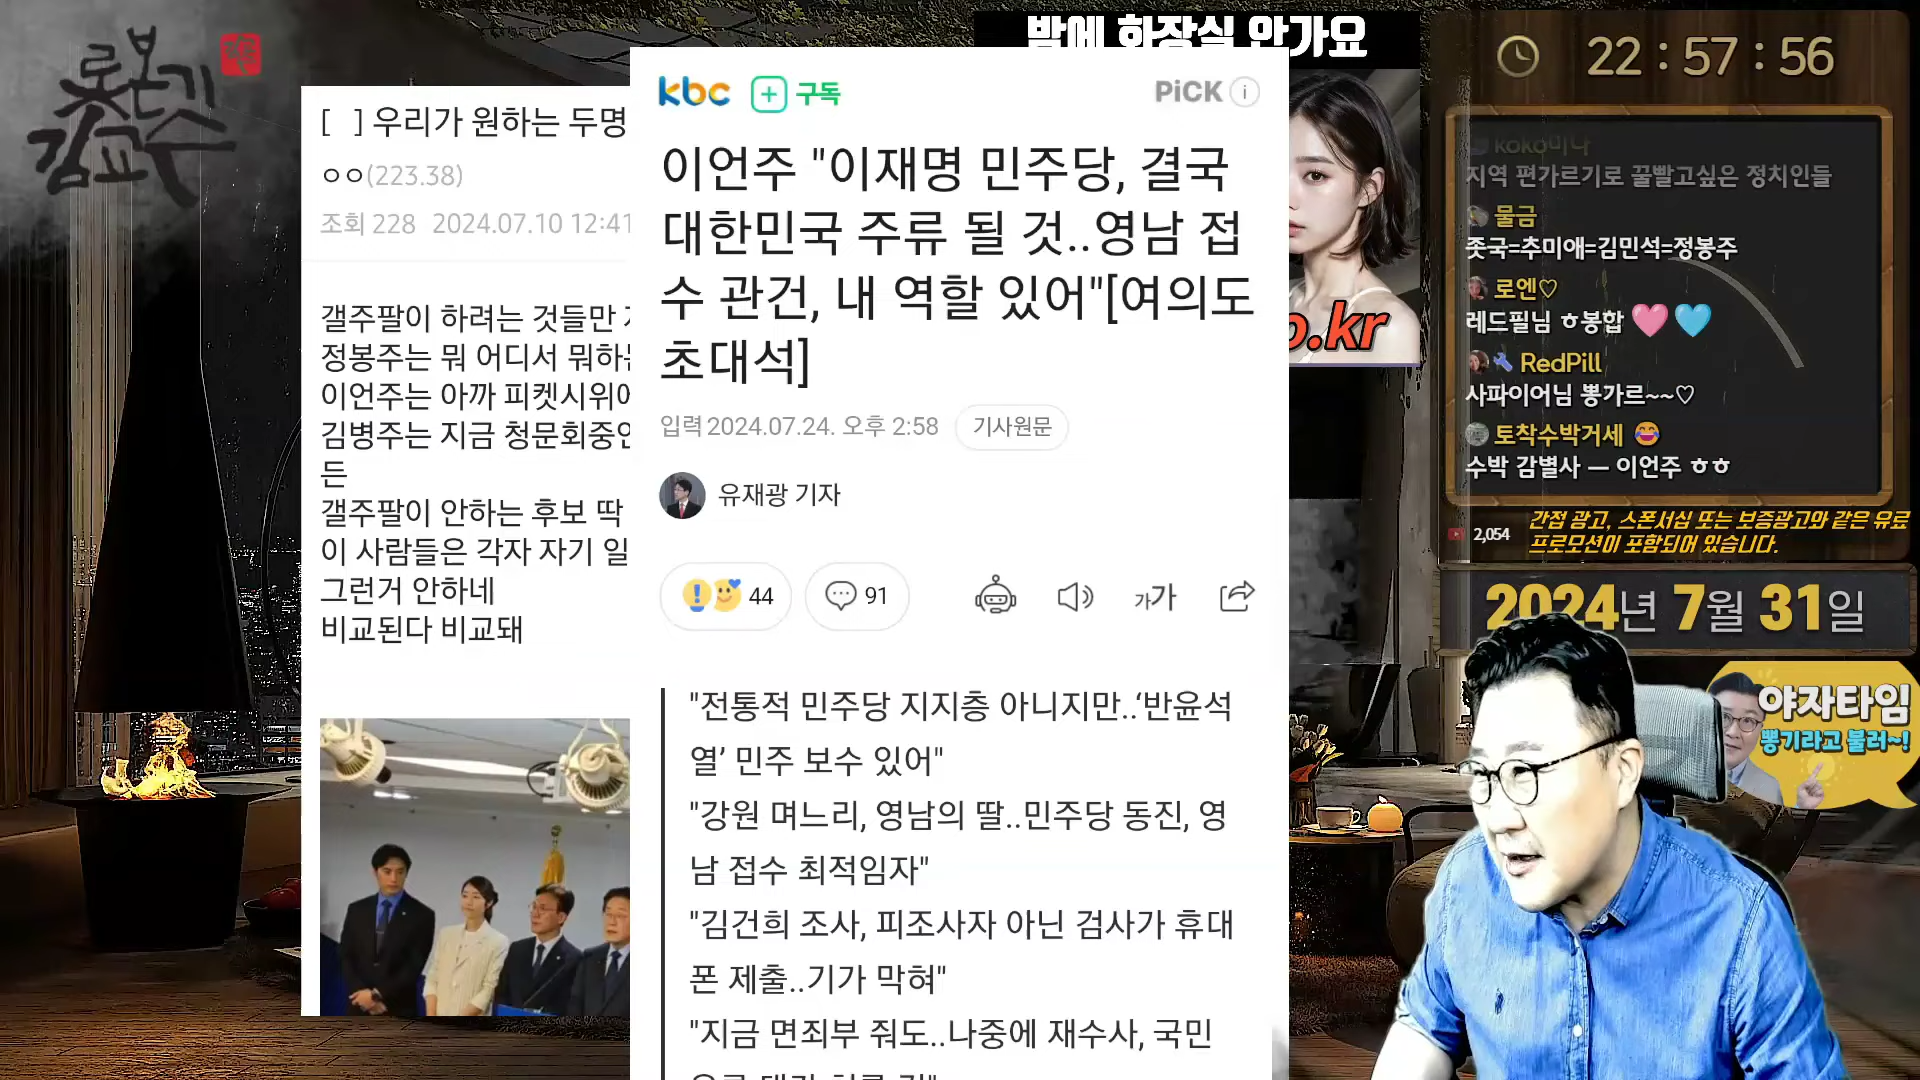 못보던김교수
[ ] 우리가 원하는 두명
ㅇㅇ(223.38)
조회 228 2024.07.10 12:41
갤주팔이 하려는 것들만
정봉주는 뭐 어디서 뭐하는
이언주는 아까 피켓시위에
김병주는 지금 청문회중인
든
갤주팔이 안하는 후보 딱
이 사람들은 각자 자기 일
그런거 안하네
비교된다 비교돼
kbc + 구독
PiCK i
이언주 "이재명 민주당, 결국
대한민국 주류 될 것..영남 접
수 관건, 내 역할 있어"[여의도
초대석]
입력 2024.07.24. 오후 2:58 기사원문
유재광 기자
44 91 가가
"전통적 민주당 지지층 아니지만..‘반윤석
열’ 민주 보수 있어"
"강원 며느리, 영남의 딸..민주당 동진, 영
남 접수 최적임자"
"김건희 조사, 피조사자 아닌 검사가 휴대
폰 제출..기가 막혀"
"지금 면죄부 줘도..나중에 재수사, 국민
밤에 화장실 안가요
o.kr
22 : 57 : 56
koko미나
지역 편가르기로 꿀빨고싶은 정치인들
물금
좃국=추미애=김민석=정봉주
로엔♡
레드필님 ㅎ봉합
RedPill
사파이어님 뿅가르~~♡
토착수박거세
수박 감별사 — 이언주 ㅎㅎ
2,054
간접 광고, 스폰서십 또는 보증광고와 같은 유료
프로모션이 포함되어 있습니다.
2024년 7월 31일
야자타임
뽕기라고 불러~!